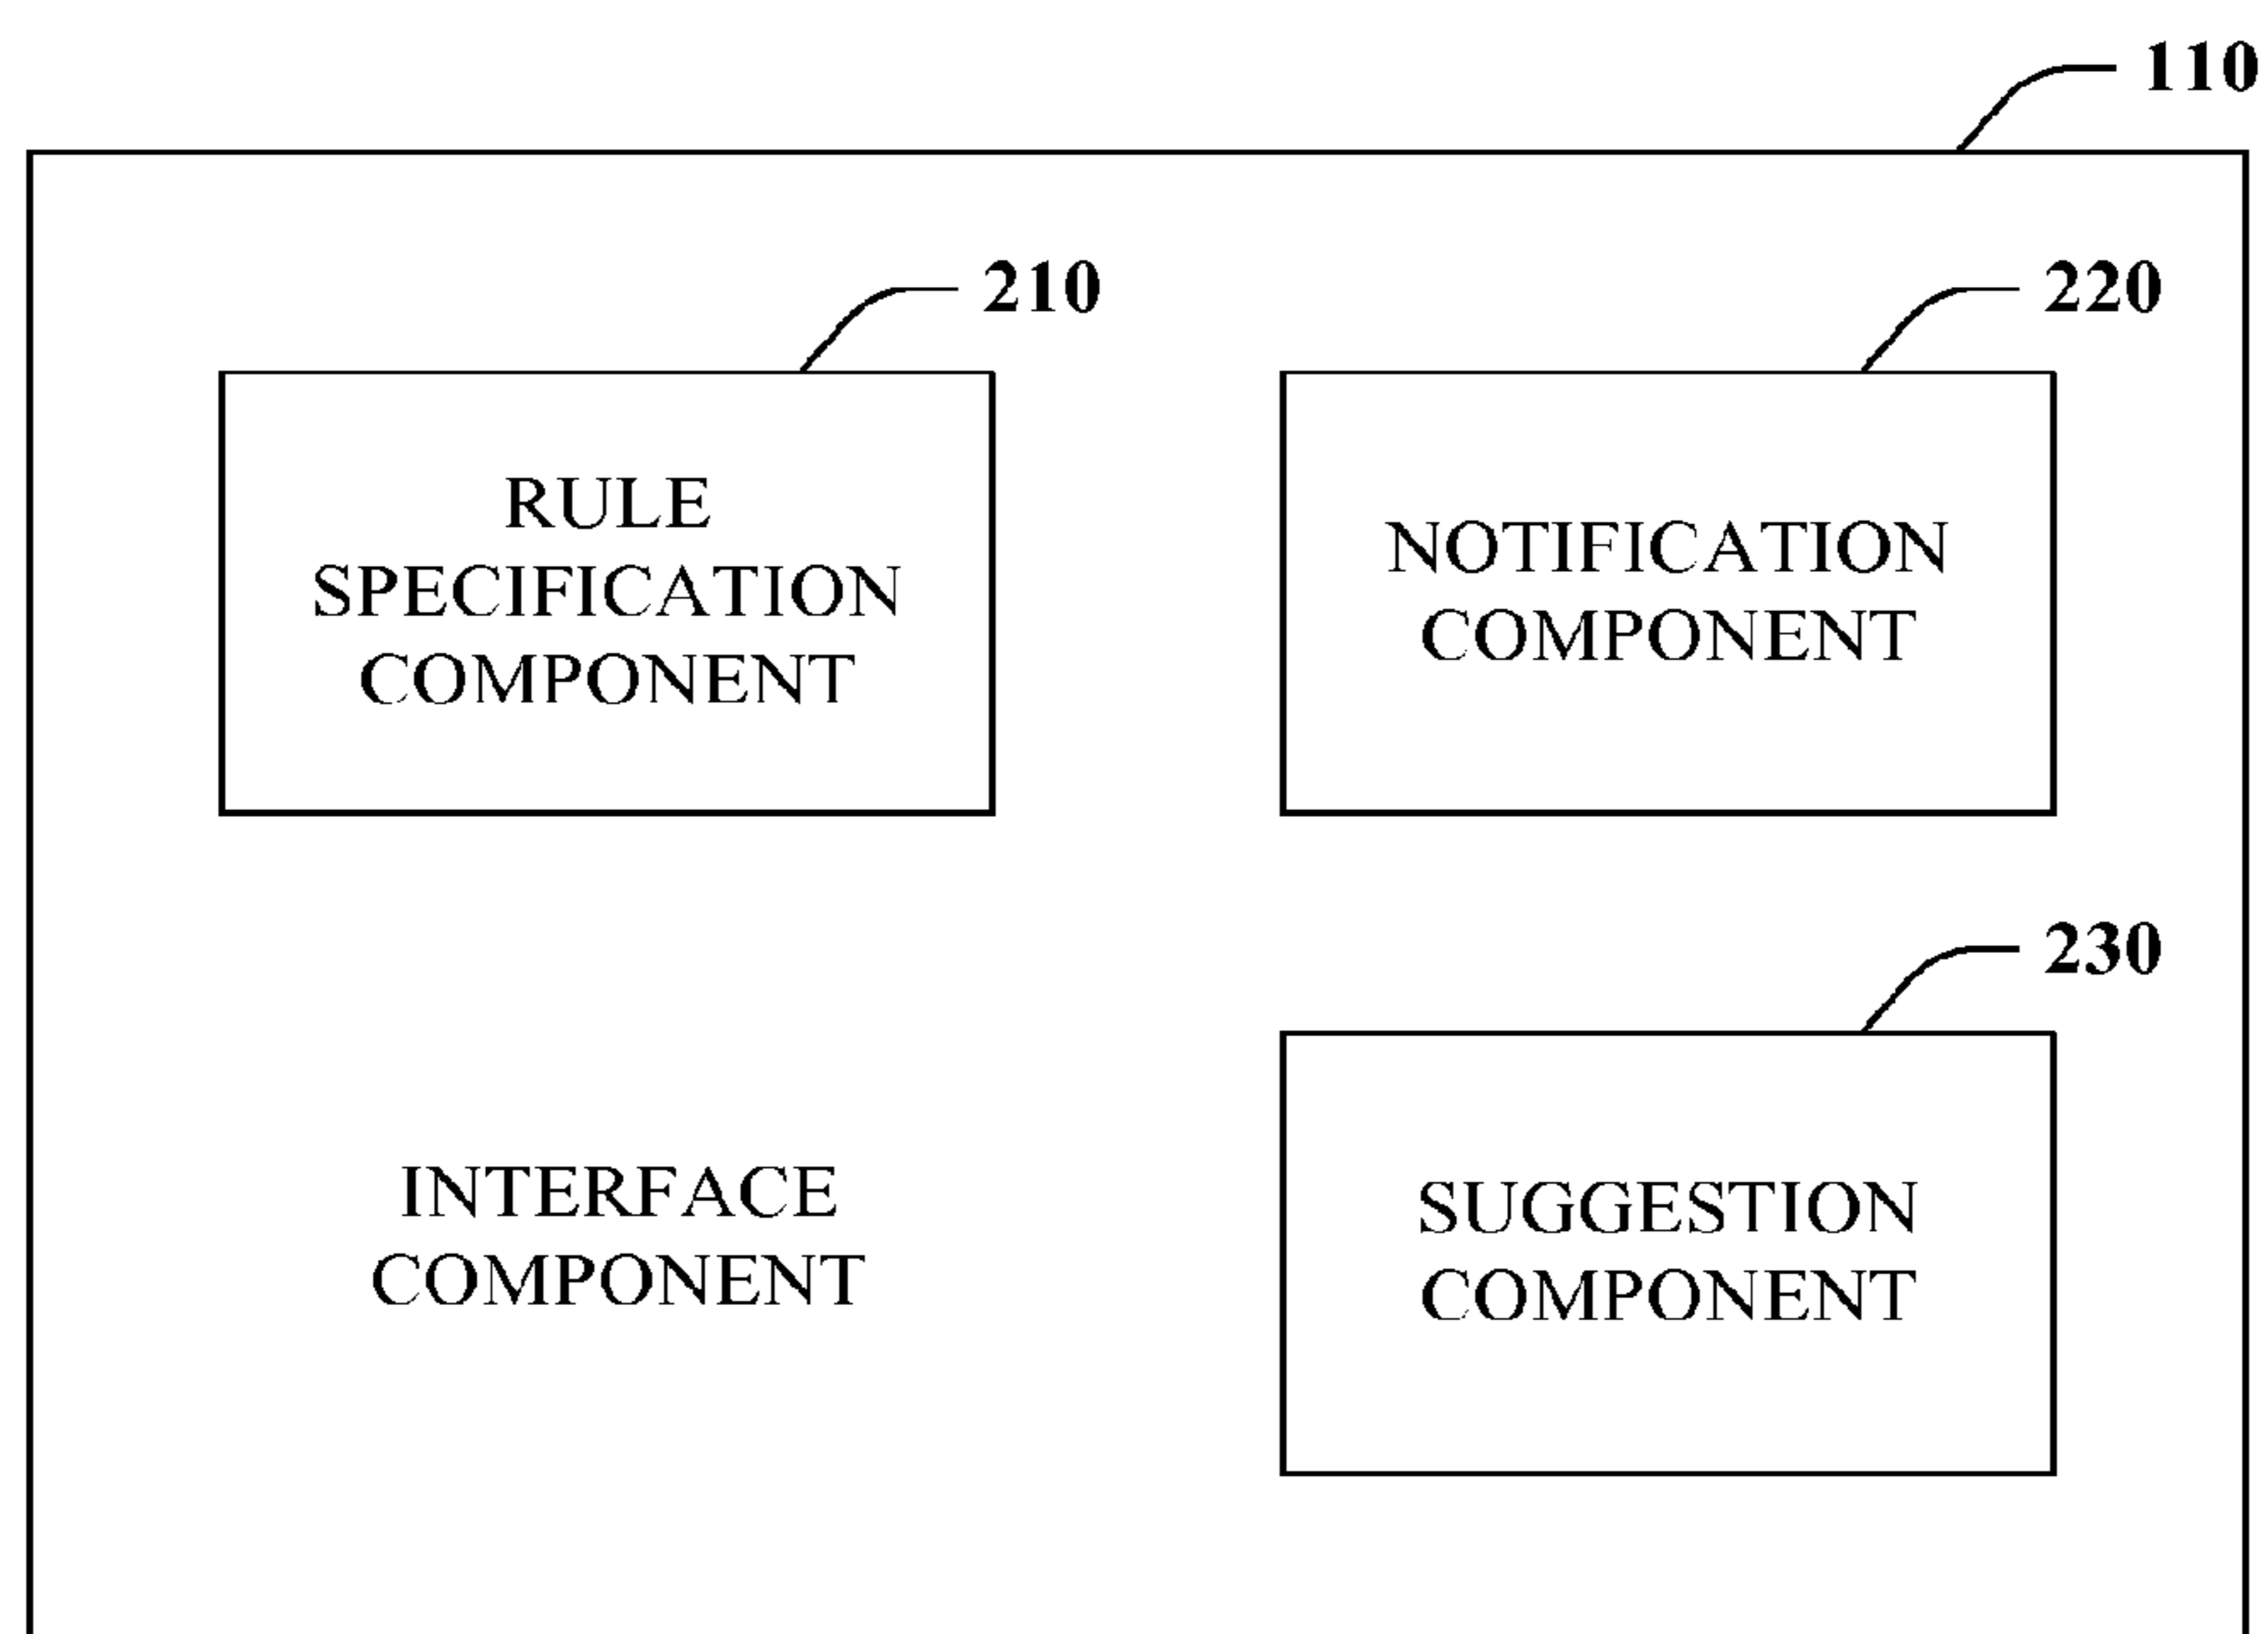 110
210
220
RULE
SPECIFICATION
COMPONENT
NOTIFICATION
COMPONENT
230
INTERFACE
COMPONENT
SUGGESTION
COMPONENT